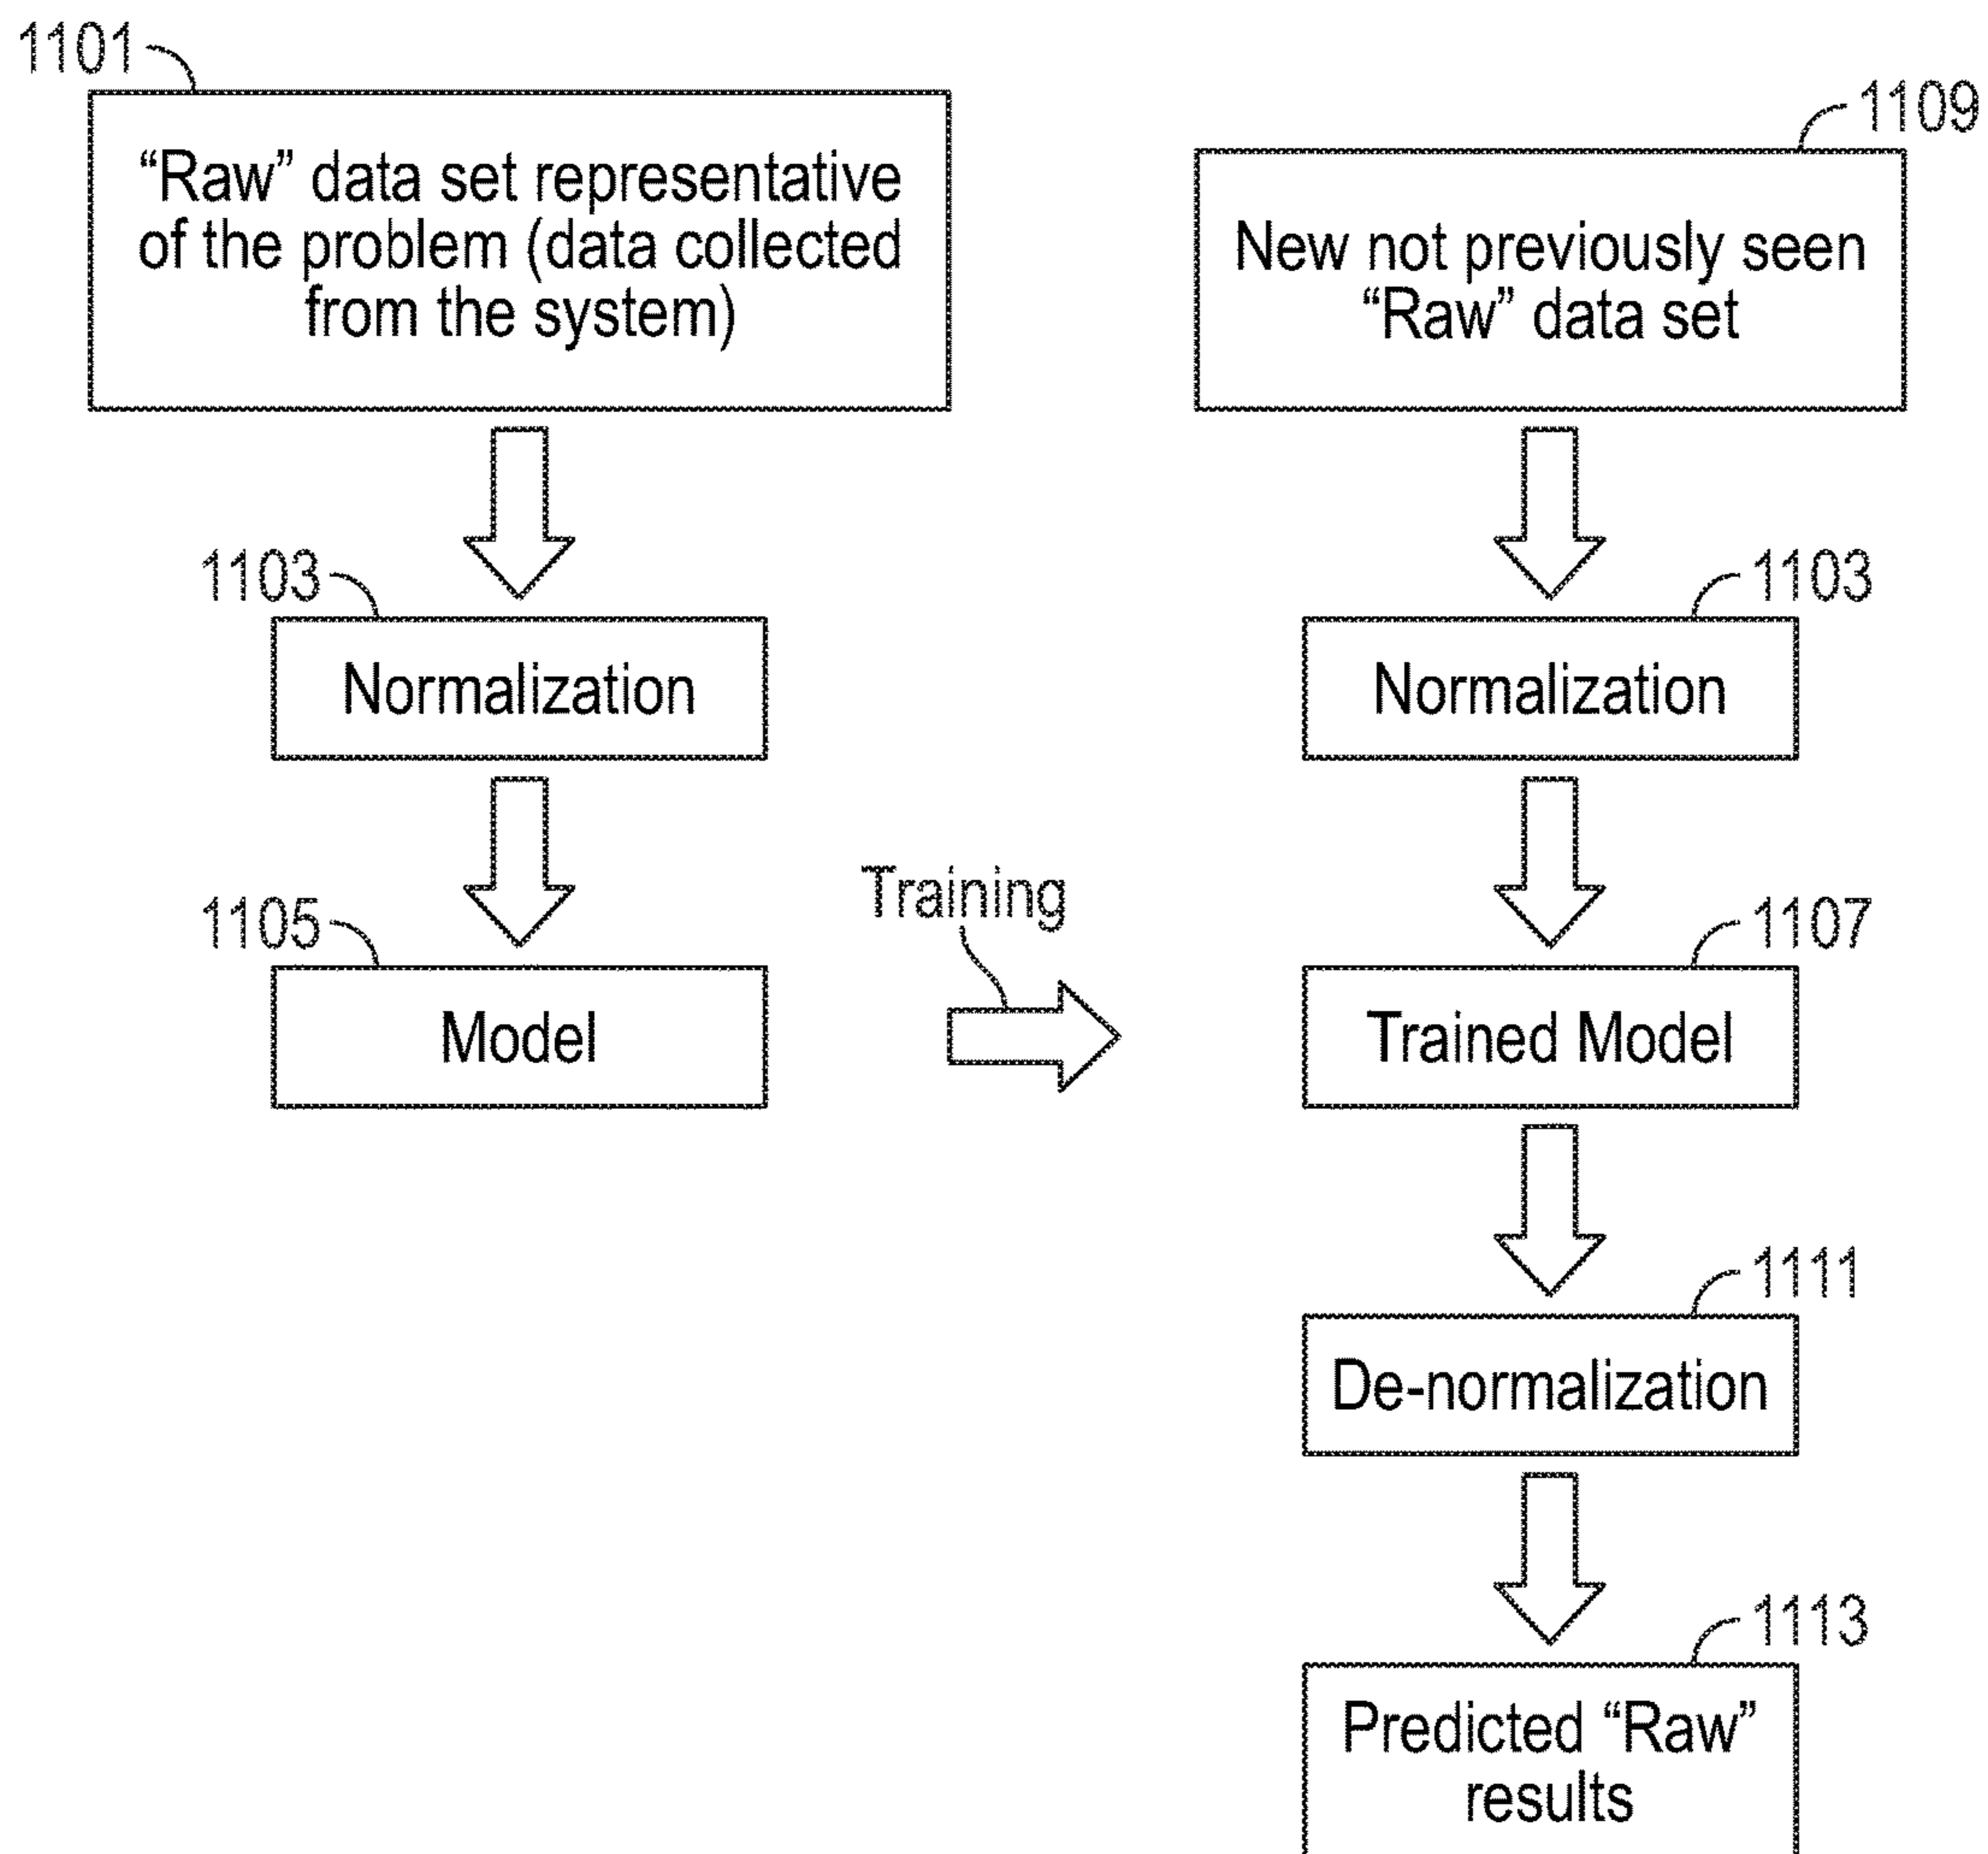 1101
“Raw” data set representative
of the problem (data collected
from the system)
1103
Normalization
1105
Model
Training
1109
New not previously seen
“Raw” data set
1103
Normalization
1107
Trained Model
1111
De-normalization
1113
Predicted “Raw”
results